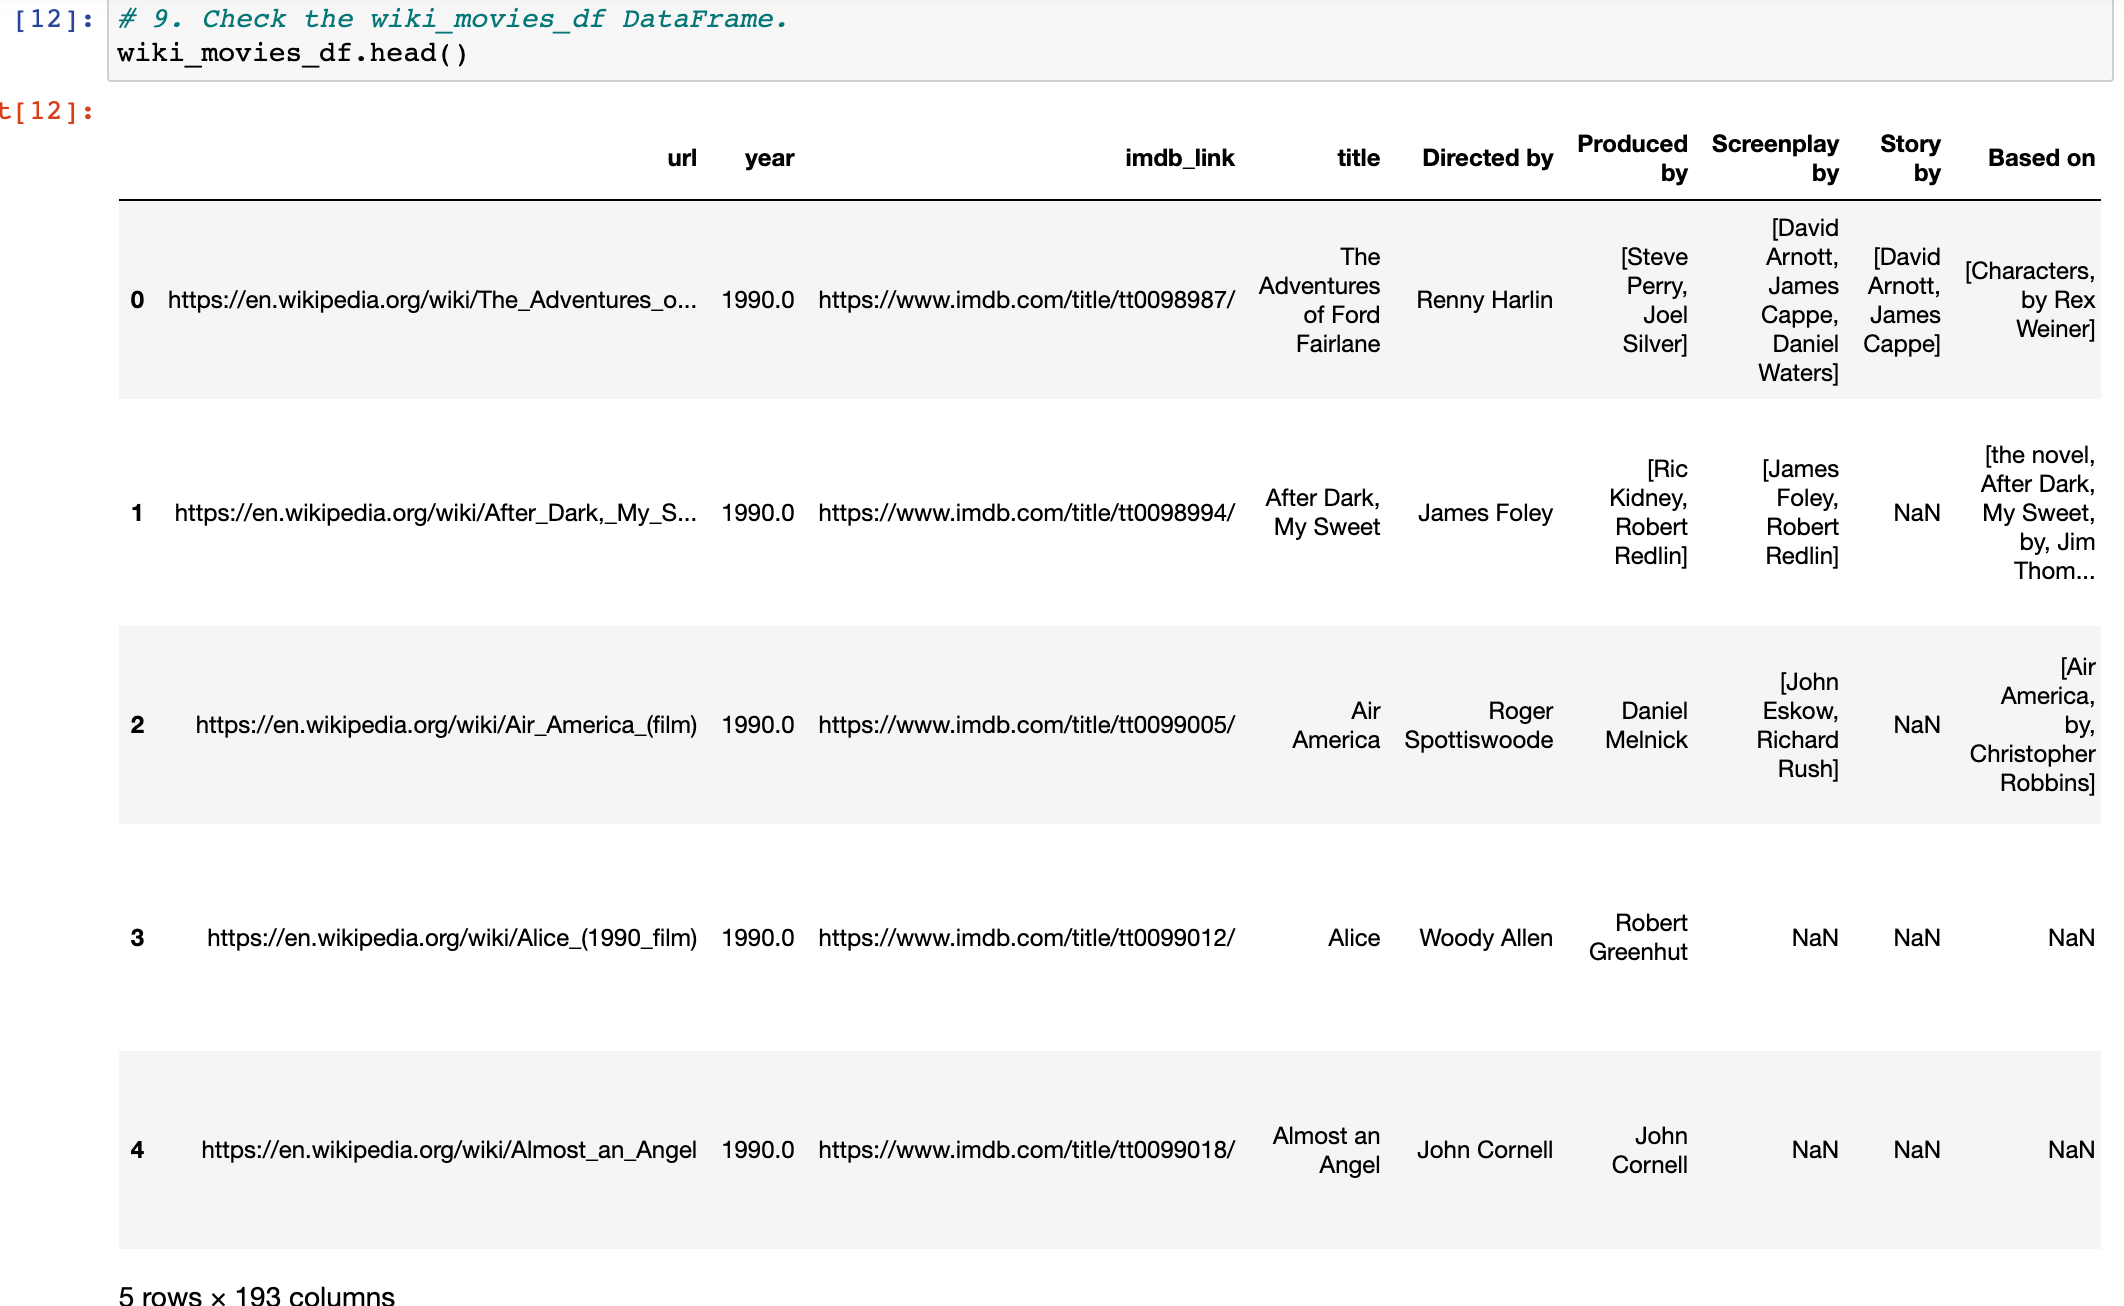 [12]: # 9. Check the wiki_movies_df DataFrame.
wiki_movies_df.head()
t[12]:
url year imdb_link title Directed by Produced by Screenplay by Story by Based on
0 https://en.wikipedia.org/wiki/The_Adventures_o... 1990.0 https://www.imdb.com/title/tt0098987/ The Adventures of Ford Fairlane Renny Harlin [Steve Perry, Joel Silver] [David Arnott, James Cappe, Daniel Waters] [David Arnott, James Cappe] [Characters, by Rex Weiner]
1 https://en.wikipedia.org/wiki/After_Dark,_My_S... 1990.0 https://www.imdb.com/title/tt0098994/ After Dark, My Sweet James Foley [Ric Kidney, Robert Redlin] [James Foley, Robert Redlin] NaN [the novel, After Dark, My Sweet, by, Jim Thom...
2 https://en.wikipedia.org/wiki/Air_America_(film) 1990.0 https://www.imdb.com/title/tt0099005/ Air America Roger Spottiswoode Daniel Melnick [John Eskow, Richard Rush] NaN [Air America, by, Christopher Robbins]
3 https://en.wikipedia.org/wiki/Alice_(1990_film) 1990.0 https://www.imdb.com/title/tt0099012/ Alice Woody Allen Robert Greenhut NaN NaN NaN
4 https://en.wikipedia.org/wiki/Almost_an_Angel 1990.0 https://www.imdb.com/title/tt0099018/ Almost an Angel John Cornell John Cornell NaN NaN NaN
5 rows × 193 columns